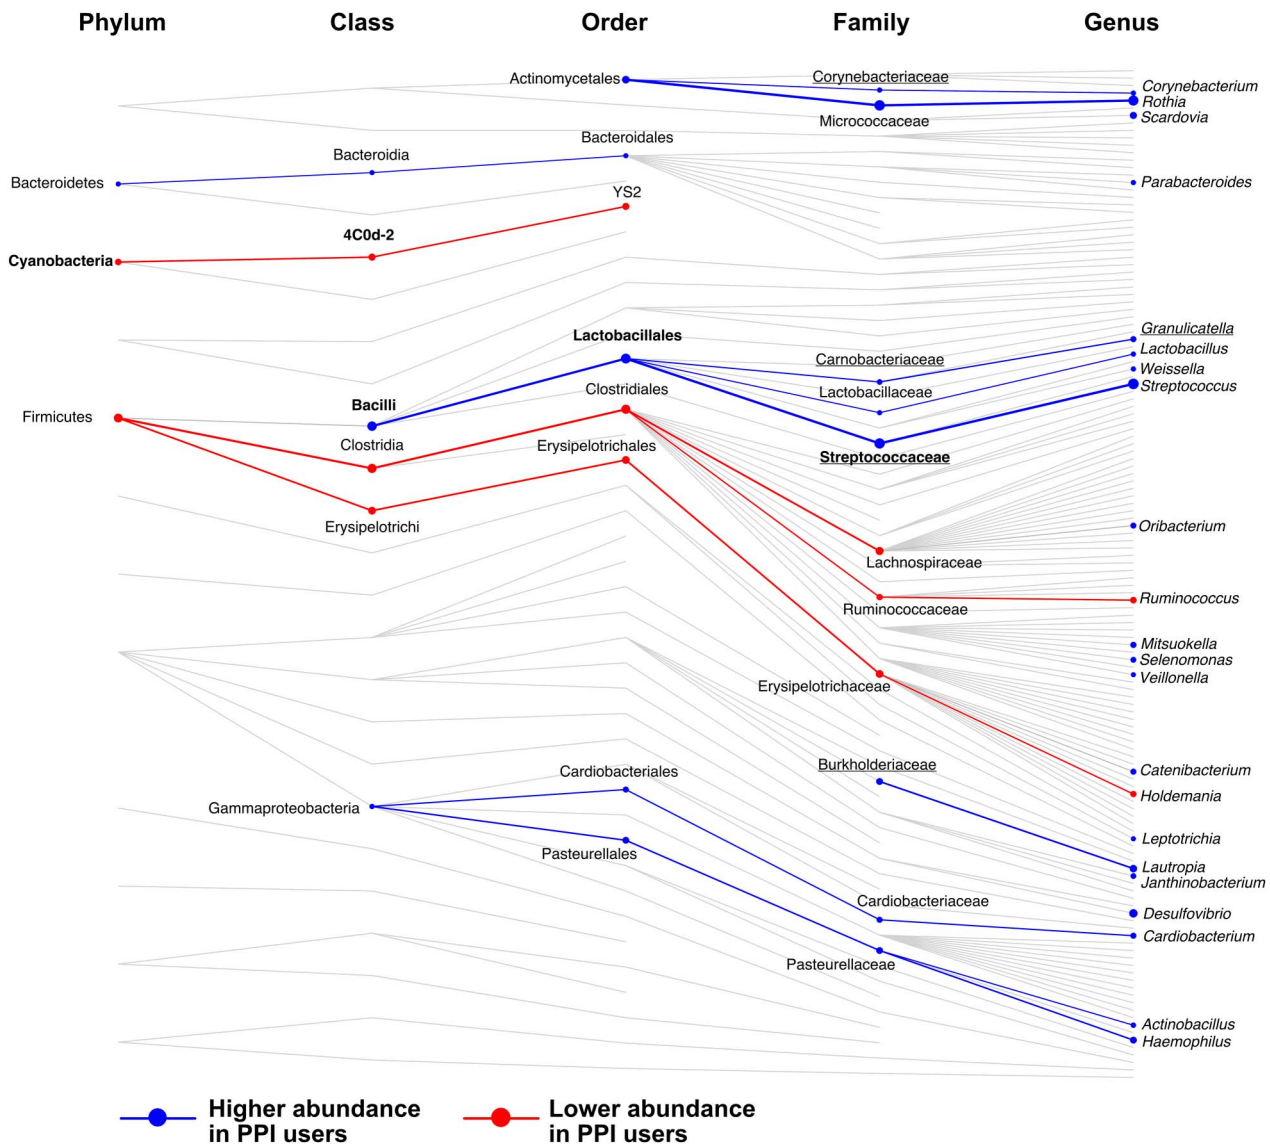 Phylum Class Order Family Genus
Actinomycetales
Corynebacteriaceae
Corynebacterium
Rothia
Micrococcaceae
Scardovia
Bacteroidales
Bacteroidia
Bacteroidetes
Parabacteroides
YS2
4C0d-2
Cyanobacteria
Granulicatella
Lactobacillales
Lactobacillus
Carnobacteriaceae
Weissella
Streptococcus
Clostridiales
Lactobacillaceae
Bacilli
Firmicutes
Clostridia
Erysipelotrichales
Streptococcaceae
Erysipelotrichi
Oribacterium
Lachnospiraceae
Ruminococcus
Ruminococcaceae
Mitsuokella
Selenomonas
Veillonella
Erysipelotrichaceae
Burkholderiaceae
Catenibacterium
Cardiobacteriales
Holdemania
Gammaproteobacteria
Leptotrichia
Pasteurellales
Lautropia
Janthinobacterium
Cardiobacteriaceae
Desulfovibrio
Cardiobacterium
Pasteurellaceae
Actinobacillus
Haemophilus
Higher abundance
in PPI users
Lower abundance
in PPI users